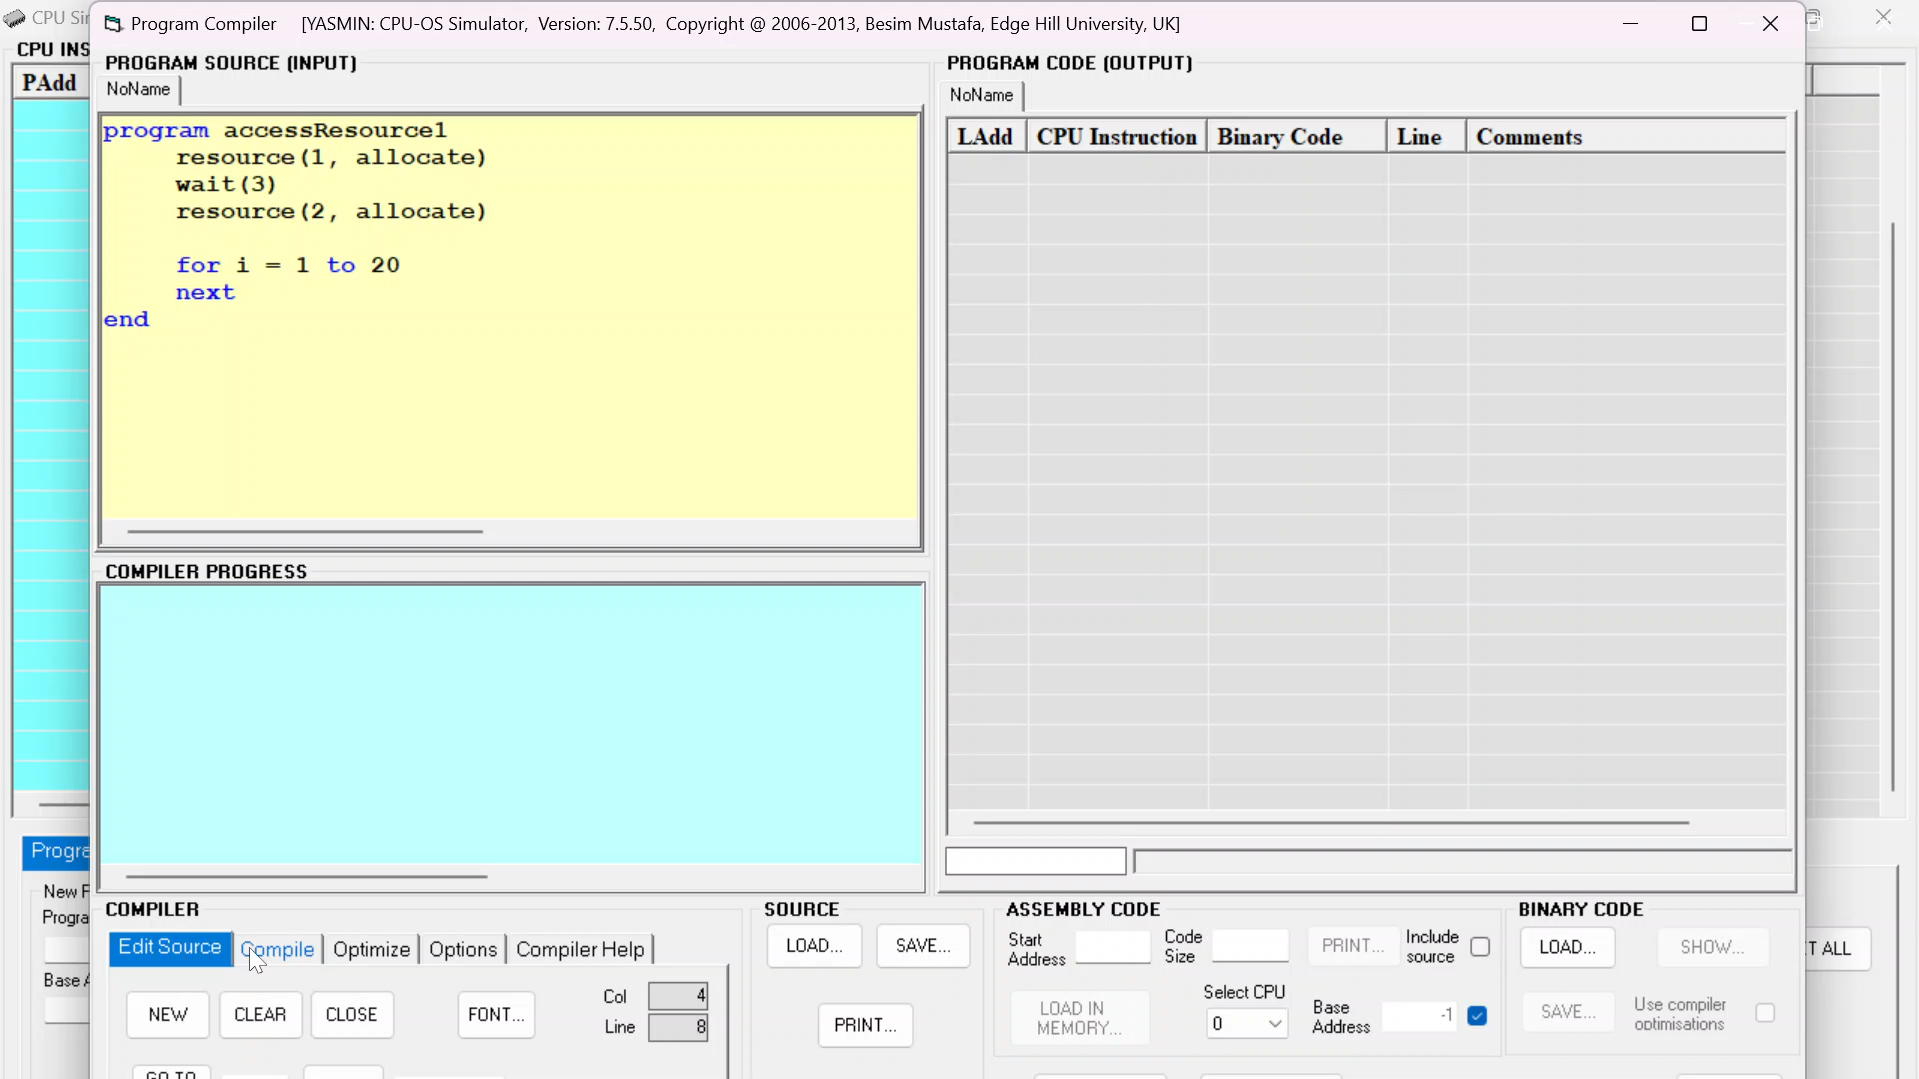 CPU Si
Program Compiler [YASMIN: CPU-OS Simulator, Version: 7.5.50, Copyright @ 2006-2013, Besim Mustafa, Edge Hill University, UK]
CPU INS
PAdd
PROGRAM SOURCE (INPUT)
NoName
program accessResource1
resource(1, allocate)
wait(3)
resource(2, allocate)
for i = 1 to 20
next
end
PROGRAM CODE (OUTPUT)
NoName
LAdd CPU Instruction Binary Code Line Comments
COMPILER PROGRESS
Progra
New F
Progra
Base A
COMPILER
Edit Source Compile Optimize Options Compiler Help
NEW CLEAR CLOSE FONT...
Col 4
Line 8
GO TO
SOURCE
LOAD... SAVE...
PRINT...
ASSEMBLY CODE
Start Address
Code Size
PRINT...
Include source
LOAD IN MEMORY...
Select CPU
0
Base Address -1
BINARY CODE
LOAD... SHOW...
SAVE... Use compiler optimisations
T ALL